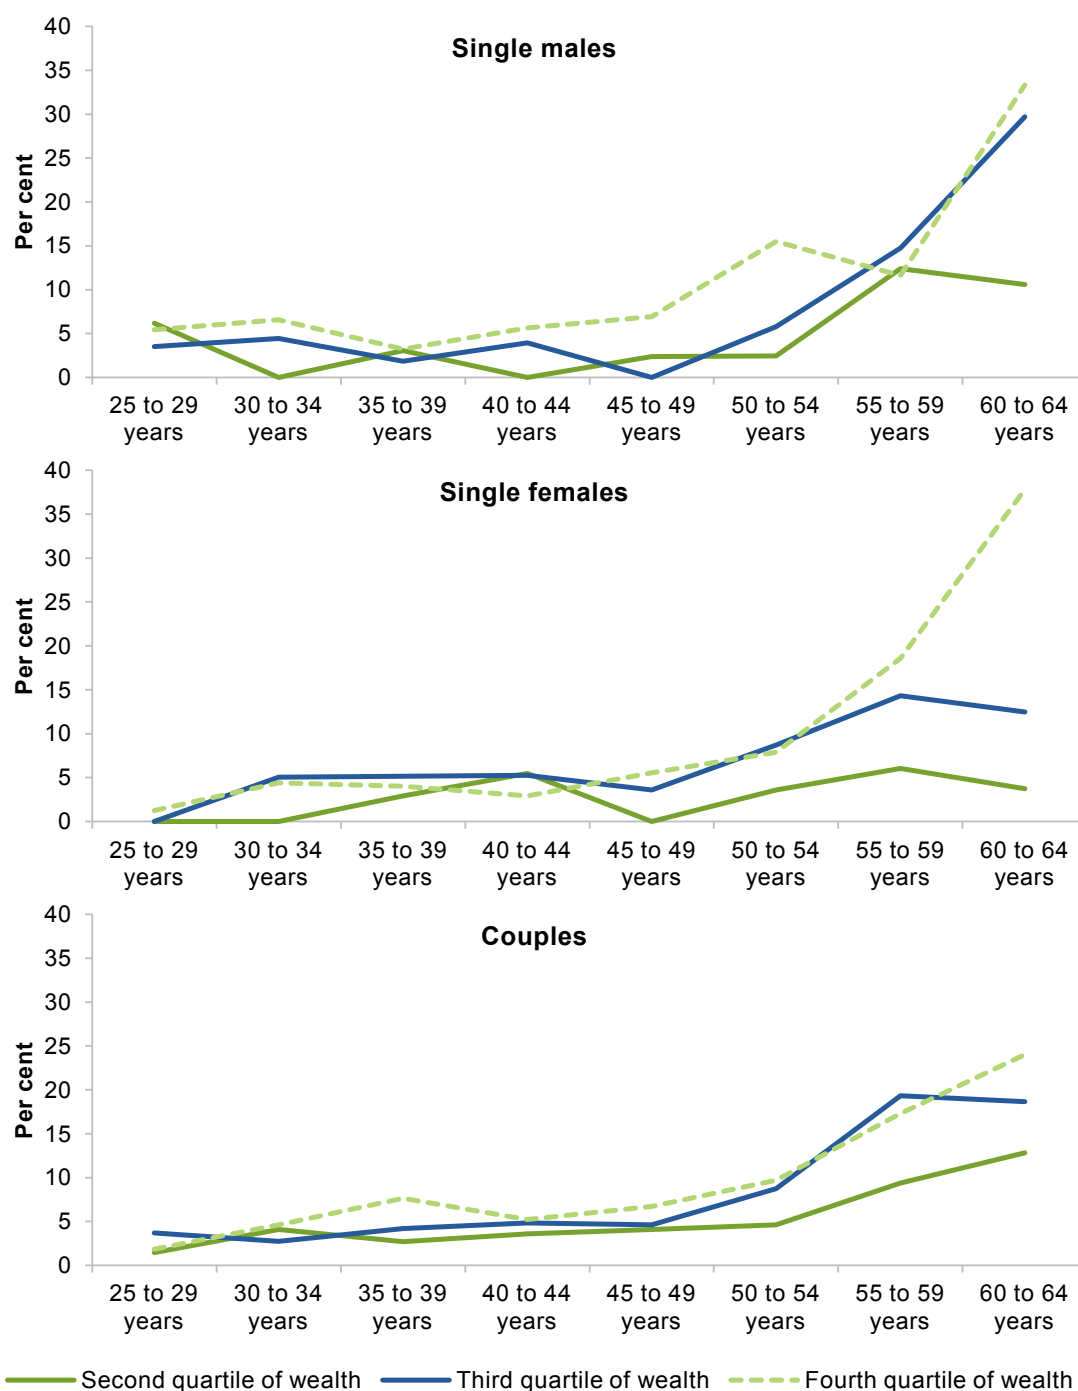 Single males
Per cent
40
35
30
25
20
15
10
5
0
25 to 29 years
30 to 34 years
35 to 39 years
40 to 44 years
45 to 49 years
50 to 54 years
55 to 59 years
60 to 64 years
Single females
Per cent
40
35
30
25
20
15
10
5
0
25 to 29 years
30 to 34 years
35 to 39 years
40 to 44 years
45 to 49 years
50 to 54 years
55 to 59 years
60 to 64 years
Couples
Per cent
40
35
30
25
20
15
10
5
0
25 to 29 years
30 to 34 years
35 to 39 years
40 to 44 years
45 to 49 years
50 to 54 years
55 to 59 years
60 to 64 years
Second quartile of wealth
Third quartile of wealth
Fourth quartile of wealth